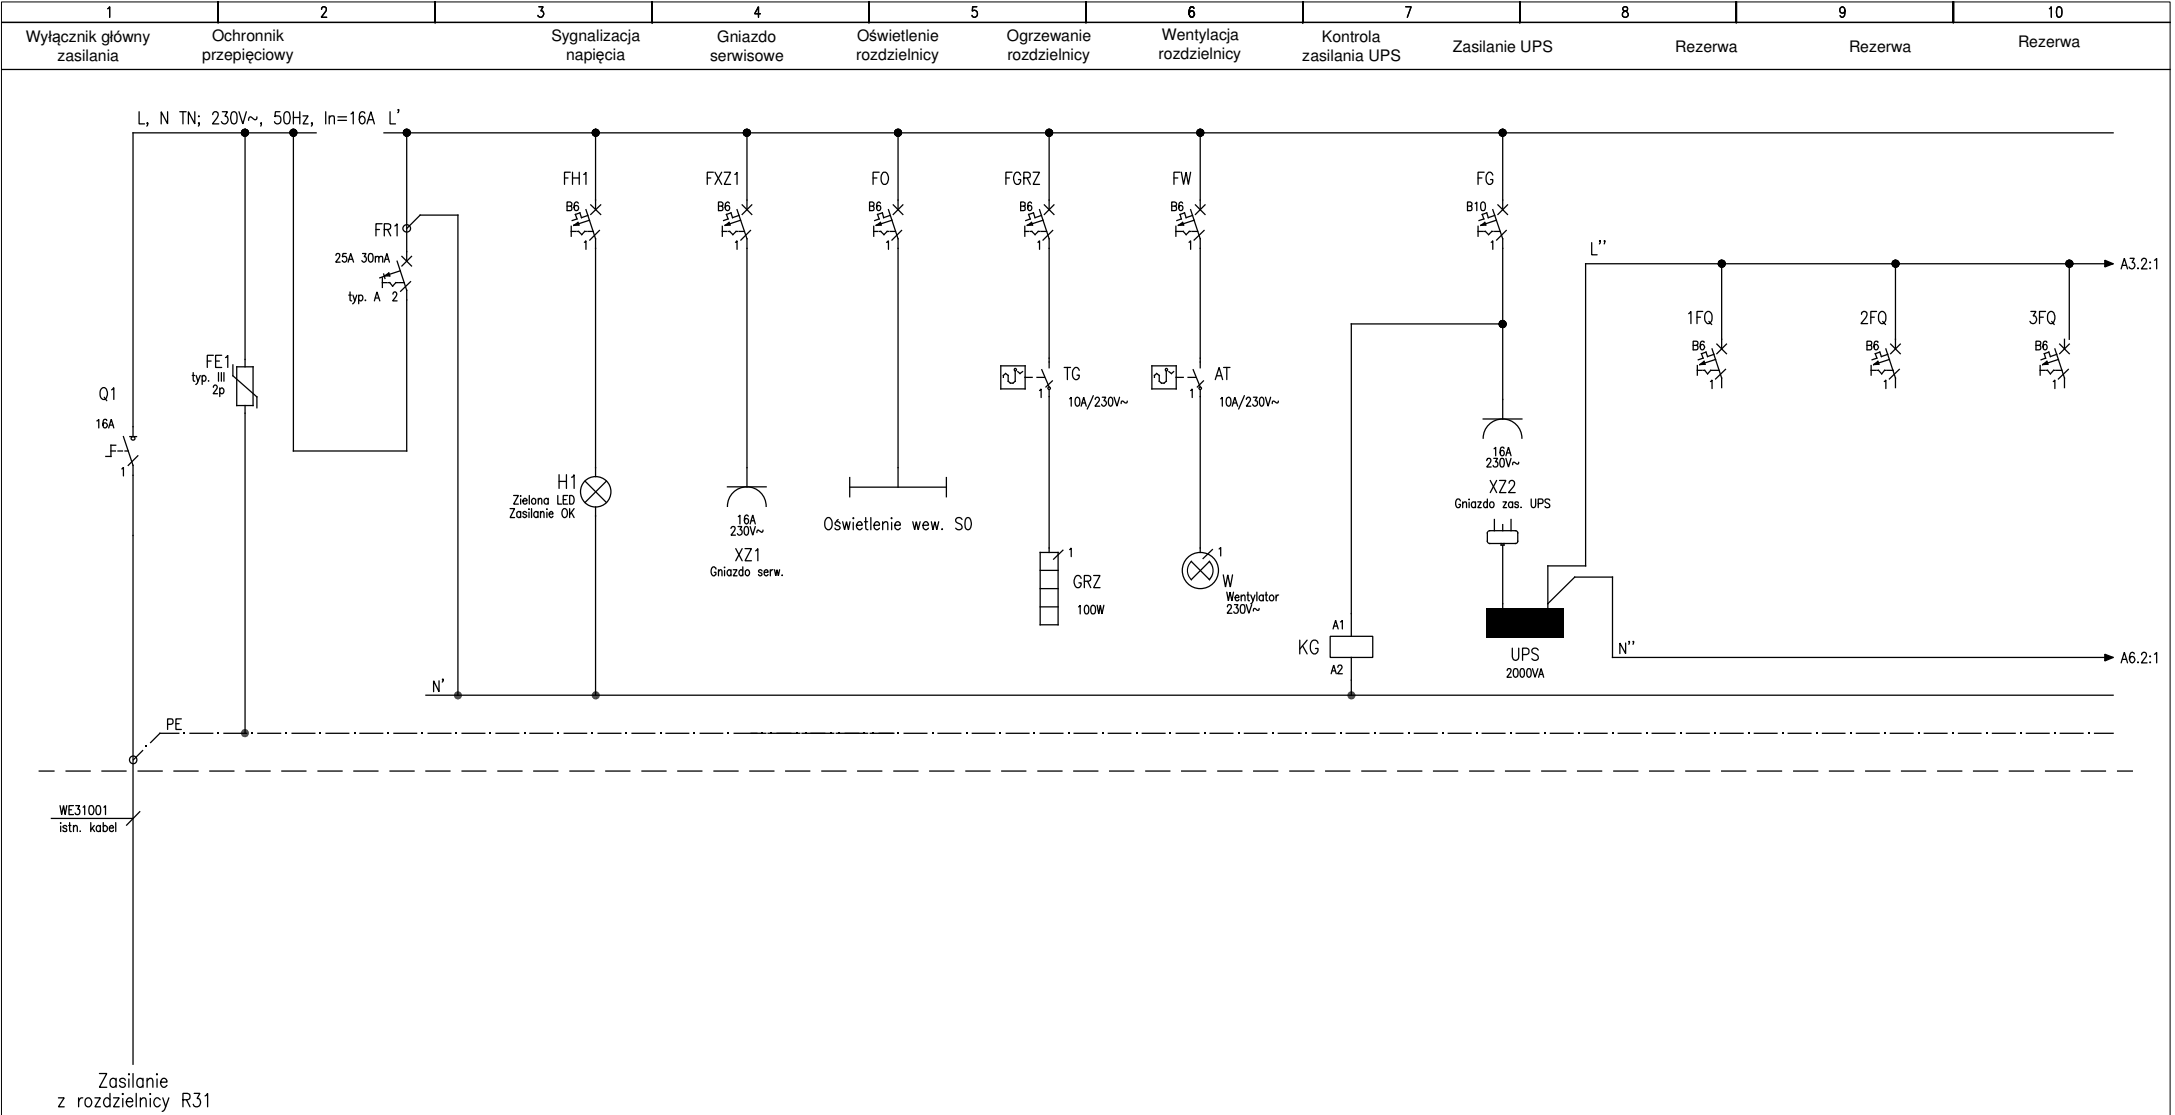 1 2 3 4 5 6 7 8 9 10
Wyłącznik główny
zasilania
Ochronnik
przepięciowy
Sygnalizacja
napięcia
Gniazdo
serwisowe
Oświetlenie
rozdzielnicy
Ogrzewanie
rozdzielnicy
Wentylacja
rozdzielnicy
Kontrola
zasilania UPS
Zasilanie UPS
Rezerwa
Rezerwa
Rezerwa
L, N TN; 230V~, 50Hz, In=16A L'
FH1
B6
1
FXZ1
B6
1
FO
B6
1
FGRZ
B6
1
FW
B6
1
FG
B10
1
FR1
25A 30mA
typ. A 2
L''
A3.2:1
1FQ
B6
1
2FQ
B6
1
3FQ
B6
1
FE1
typ. III
2p
Q1
16A
1
TG
1
10A/230V~
AT
1
10A/230V~
H1
Zielona LED
Zasilanie OK
16A
230V~
XZ1
Gniazdo serw.
Oświetlenie wew. SO
1
GRZ
100W
1
W
Wentylator
230V~
16A
230V~
XZ2
Gniazdo zas. UPS
A1
KG
A2
UPS
2000VA
N''
A6.2:1
N'
PE
WE31001
istn. kabel
Zasilanie
z rozdzielnicy R31